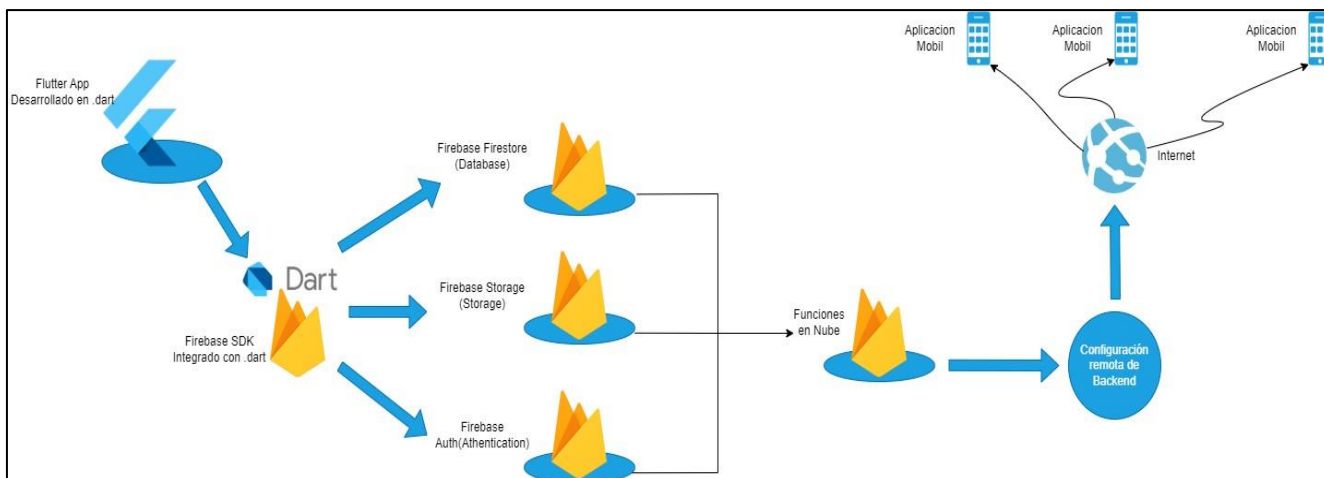 Aplicacion
Mobil
Aplicacion
Mobil
Aplicacion
Mobil
Flutter App
Desarrollado en .dart
Firebase Firestore
(Database)
Internet
Dart
Firebase SDK
Integrado con .dart
Firebase Storage
(Storage)
Funciones
en Nube
Configuración
remota de
Backend
Firebase
Auth(Athentication)